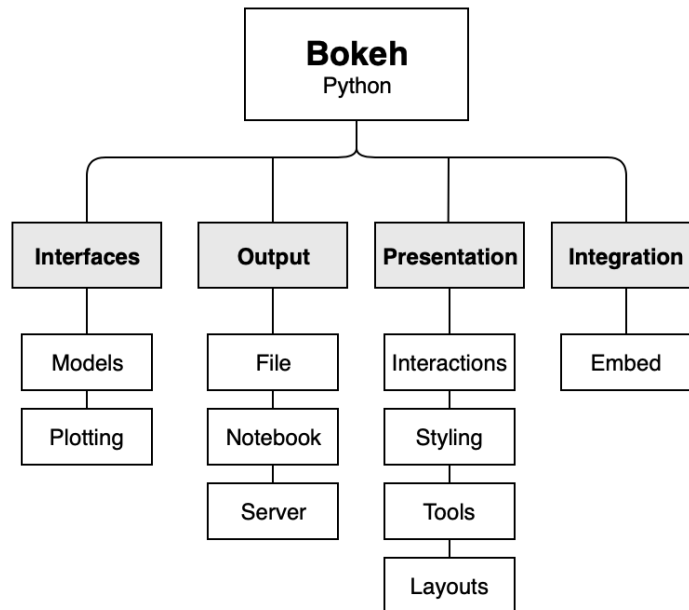 Bokeh
Python
Interfaces
Output
Presentation
Integration
Models
File
Interactions
Embed
Plotting
Notebook
Styling
Server
Tools
Layouts